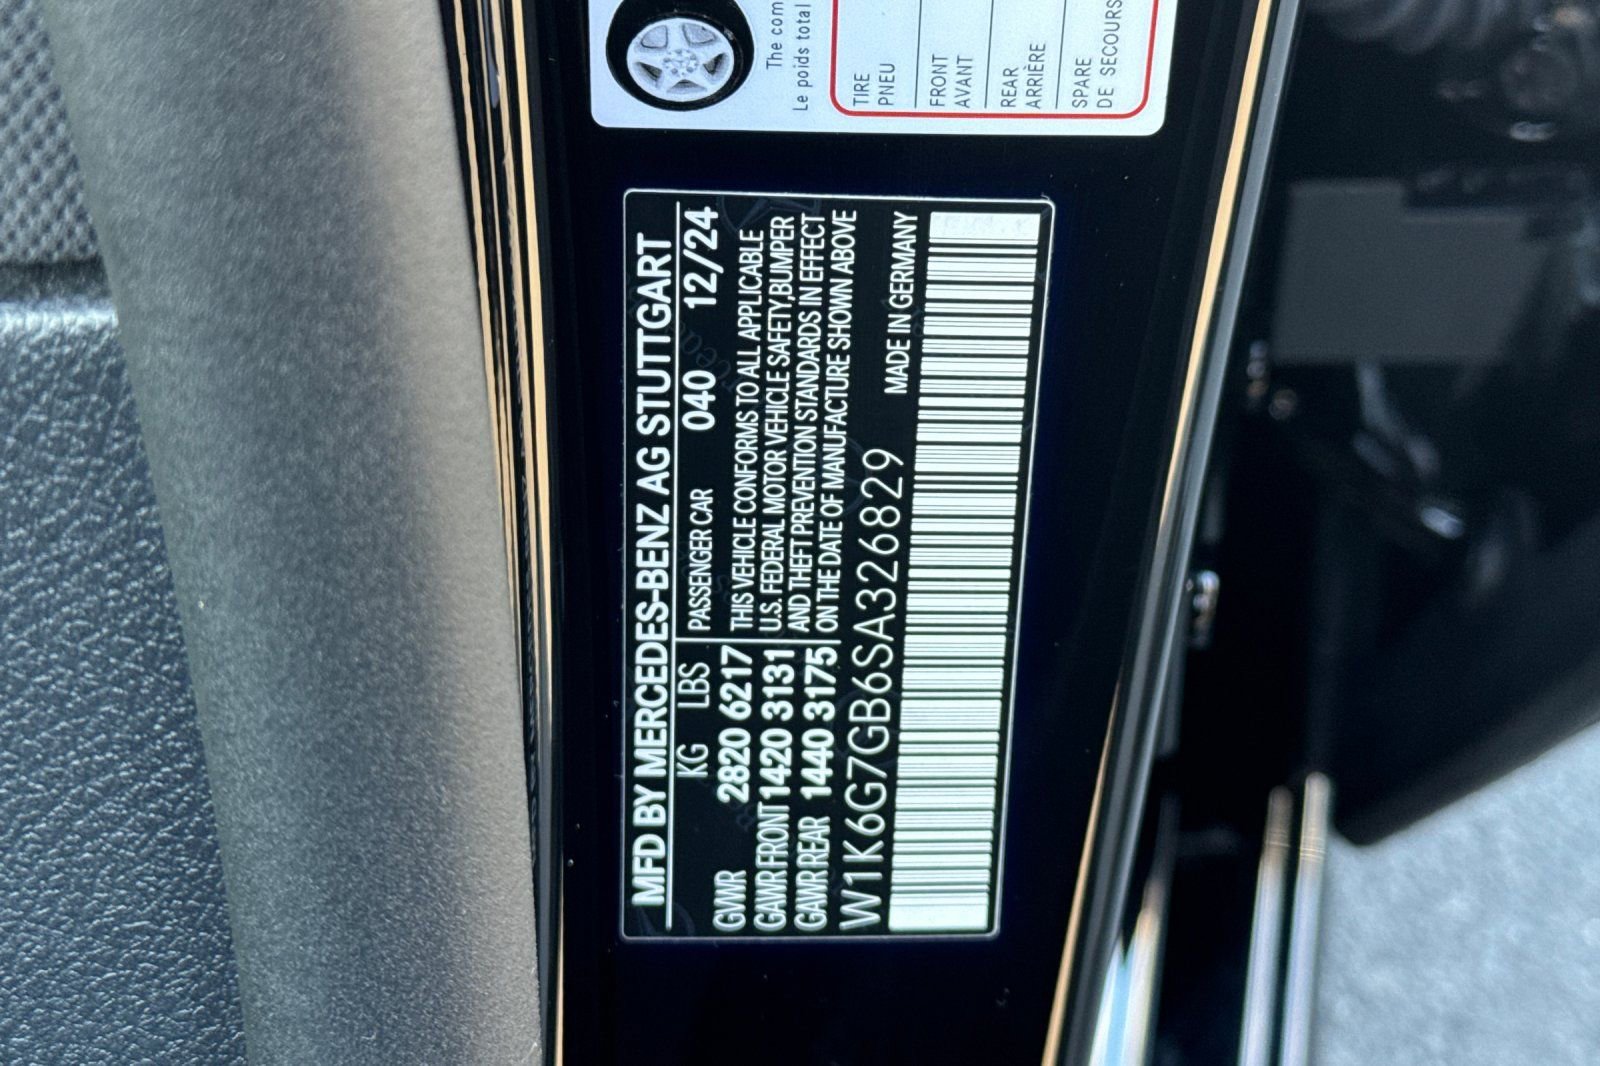 The com
Le poids total
TIRE
PNEU
FRONT
AVANT
REAR
ARRIÈRE
SPARE
DE SECOURS
MFD BY MERCEDES-BENZ AG STUTTGART
KG LBS PASSENGER CAR 040 12/24
GVWR 2820 6217
GAWR FRONT 1420 3131
GAWR REAR 1440 3175
THIS VEHICLE CONFORMS TO ALL APPLICABLE
U.S. FEDERAL MOTOR VEHICLE SAFETY,BUMPER
AND THEFT PREVENTION STANDARDS IN EFFECT
ON THE DATE OF MANUFACTURE SHOWN ABOVE
W1K6G7GB6SA326829 MADE IN GERMANY